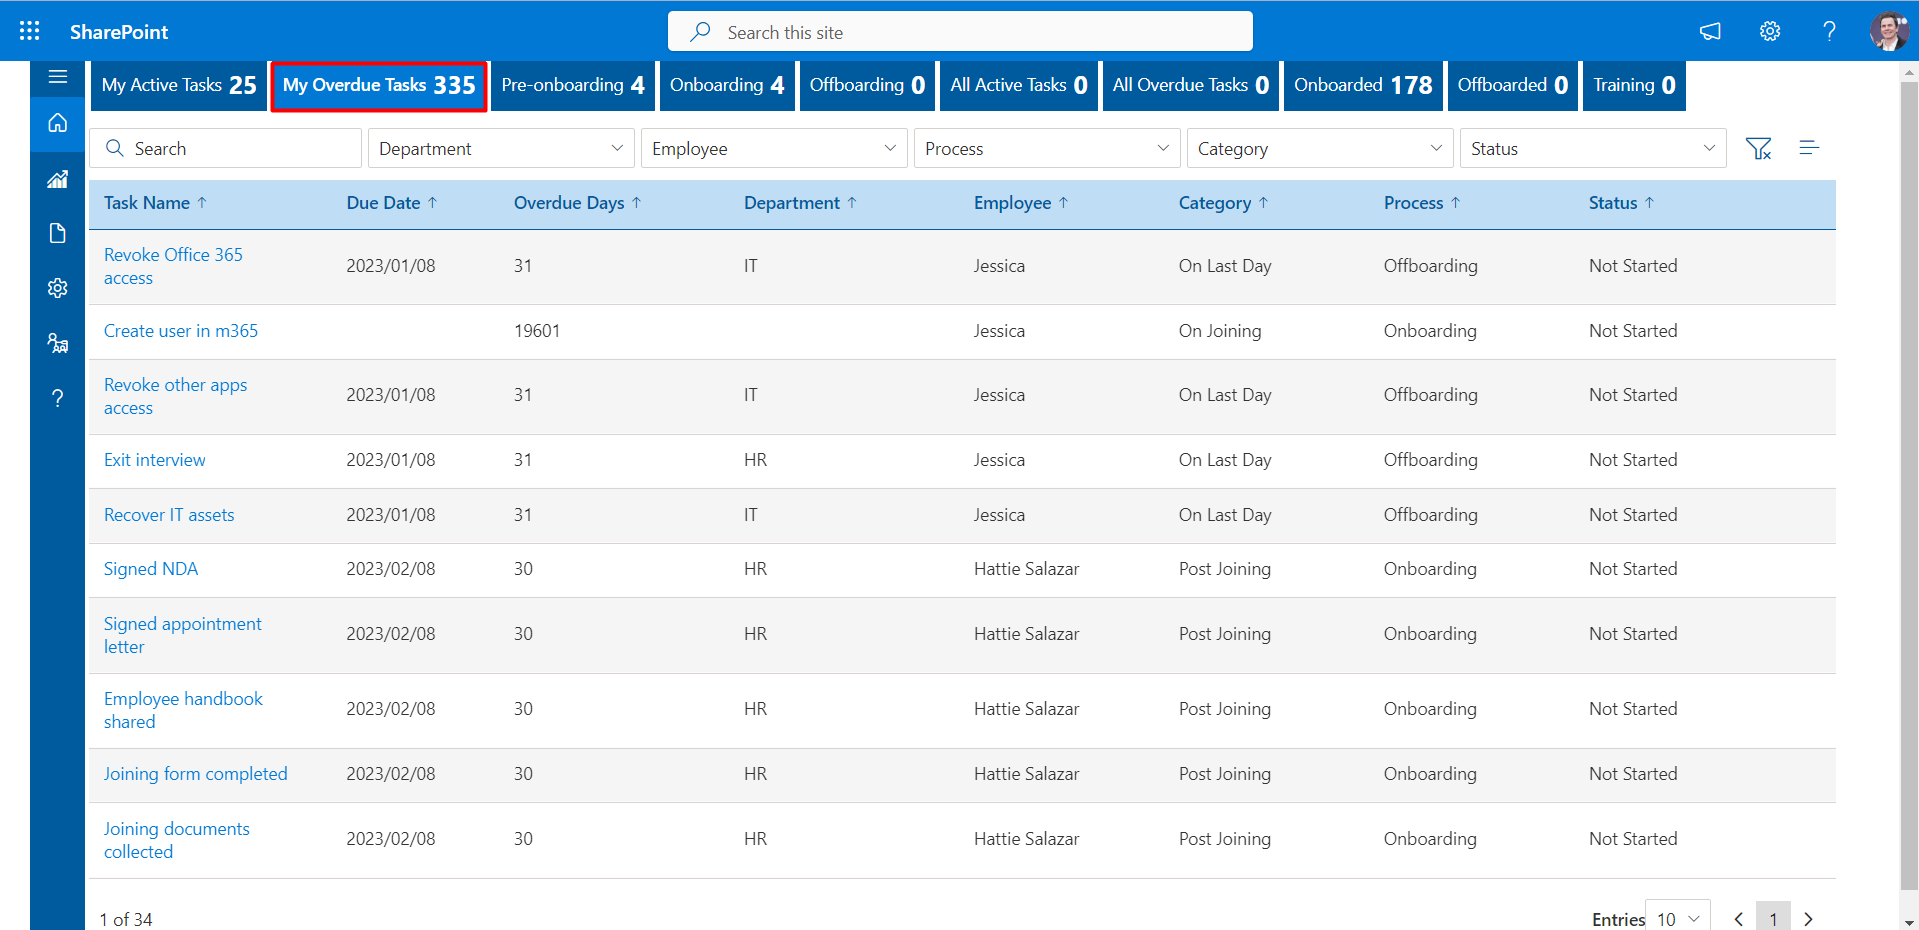 SharePoint
Search this site
?
My Active Tasks 25
My Overdue Tasks 335
Pre-onboarding 4
Onboarding 4
Offboarding 0
All Active Tasks 0
All Overdue Tasks 0
Onboarded 178
Offboarded 0
Training 0
Search
Department
Employee
Process
Category
Status
Task Name ↑ Due Date ↑ Overdue Days ↑ Department ↑ Employee ↑ Category ↑ Process ↑ Status ↑
Revoke Office 365
access
2023/01/08 31 IT Jessica On Last Day Offboarding Not Started
Create user in m365 19601 Jessica On Joining Onboarding Not Started
Revoke other apps
access
2023/01/08 31 IT Jessica On Last Day Offboarding Not Started
?
Exit interview 2023/01/08 31 HR Jessica On Last Day Offboarding Not Started
Recover IT assets 2023/01/08 31 IT Jessica On Last Day Offboarding Not Started
Signed NDA 2023/02/08 30 HR Hattie Salazar Post Joining Onboarding Not Started
Signed appointment
letter
2023/02/08 30 HR Hattie Salazar Post Joining Onboarding Not Started
Employee handbook
shared
2023/02/08 30 HR Hattie Salazar Post Joining Onboarding Not Started
Joining form completed 2023/02/08 30 HR Hattie Salazar Post Joining Onboarding Not Started
Joining documents
collected
2023/02/08 30 HR Hattie Salazar Post Joining Onboarding Not Started
1 of 34
Entries 10 < 1 >